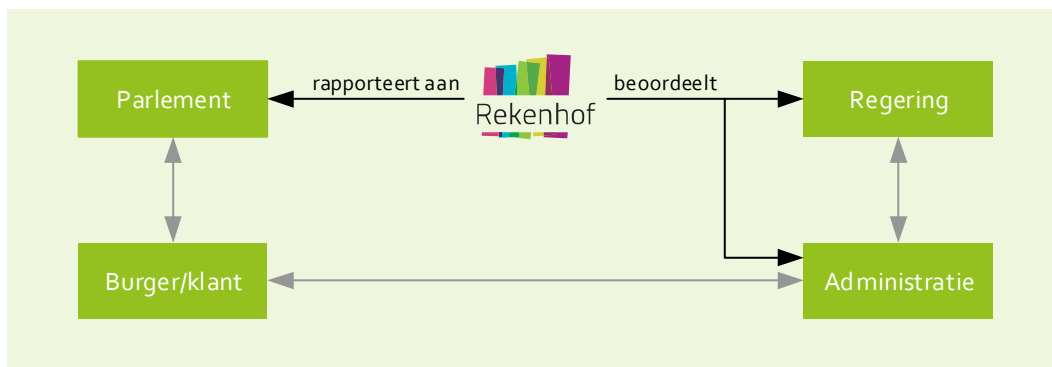 Parlement
rapporteert aan
Rekenhof
beoordeelt
Regering
Burger/klant
Administratie